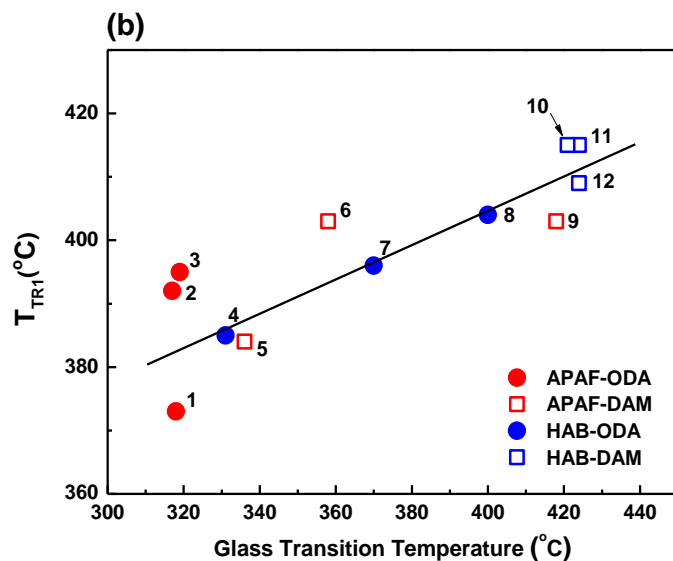 (b)
420
400
380
360
T_TR1(°C)
10
11
12
6
9
8
7
3
2
4
5
1
APAF-ODA
APAF-DAM
HAB-ODA
HAB-DAM
300 320 340 360 380 400 420 440
Glass Transition Temperature (°C)